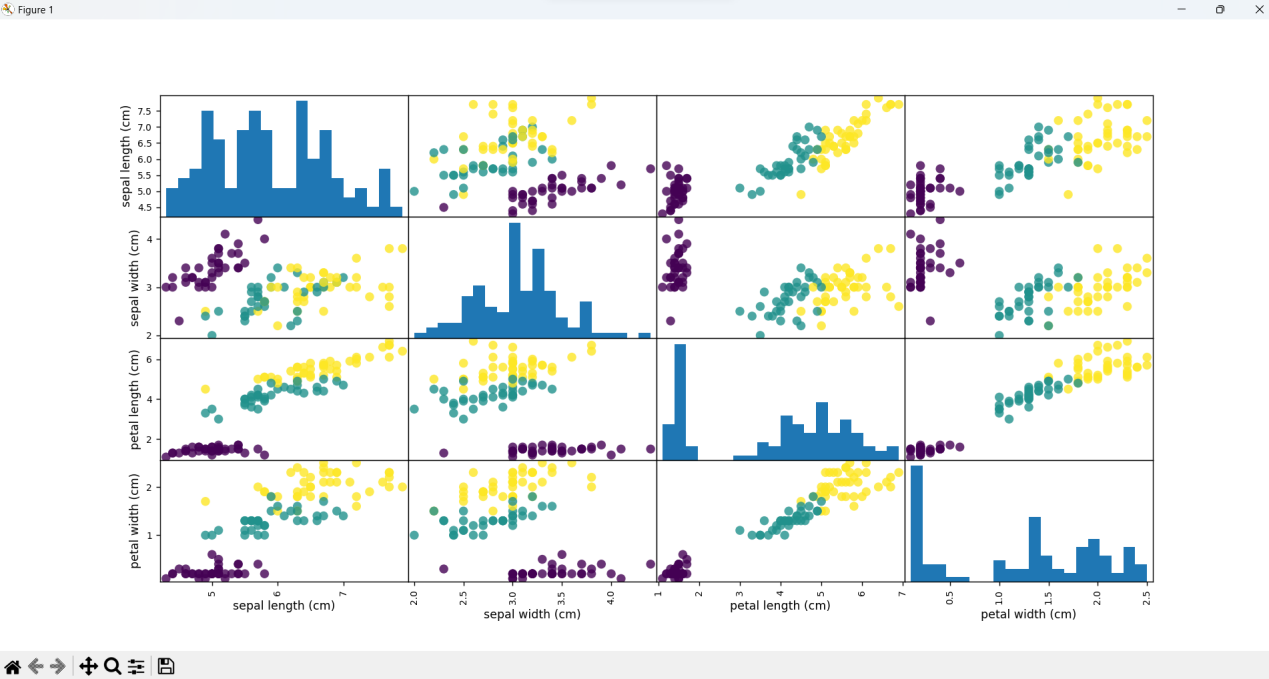 Figure 1
sepal length (cm)
7.5
7.0
6.5
6.0
5.5
5.0
4.5
sepal width (cm)
4
3
2
petal length (cm)
6
4
2
petal width (cm)
2
1
5 6 7
2.0 2.5 3.0 3.5 4.0
1 2 3 4 5 6 7
0.5 1.0 1.5 2.0 2.5
sepal length (cm)
sepal width (cm)
petal length (cm)
petal width (cm)